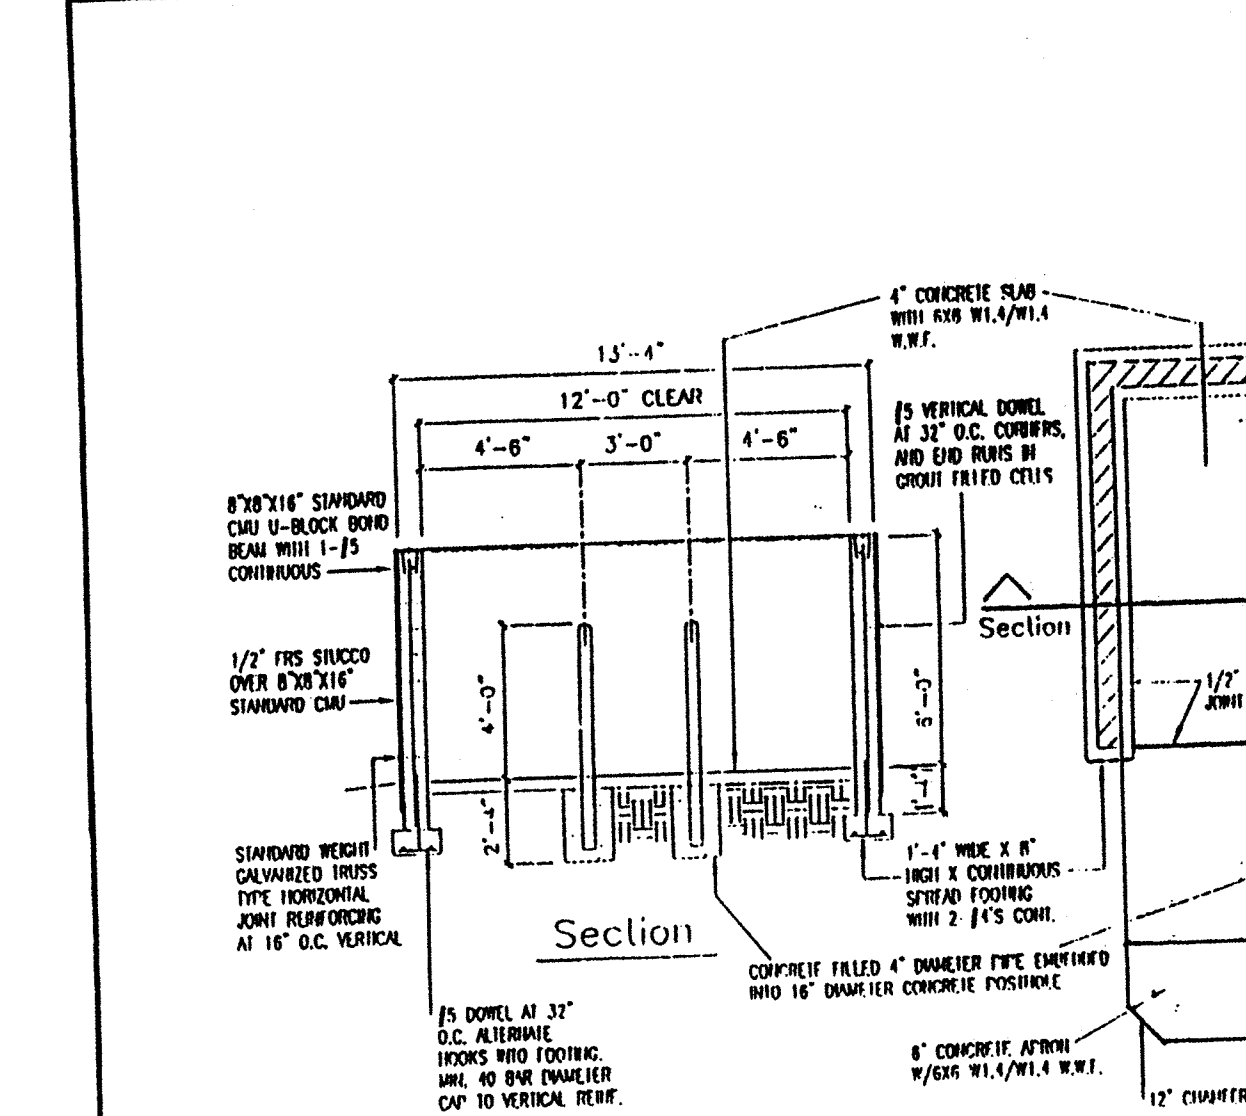 4" CONCRETE SLAB
WITH 6X6 W1.4/W1.4
W.W.F.
13'-4"
12'-0" CLEAR
4'-6"
3'-0"
4'-6"
#5 VERTICAL DOWEL
AT 32" O.C. CORNERS,
AND END RUNS IN
GROUT FILLED CELLS
8"X8"X16" STANDARD
CMU U-BLOCK BOND
BEAM WITH 1-#5
CONTINUOUS
Section
1/2" FRS STUCCO
OVER 8"X8"X16"
STANDARD CMU
4'-0"
-0"
1/2"
JOINT
2'-4"
STANDARD WEIGHT
GALVANIZED TRUSS
TYPE HORIZONTAL
JOINT REINFORCING
AT 16" O.C. VERTICAL
1'-4" WIDE X
HIGH X CONTINUOUS
SPREAD FOOTING
WITH 2-#4'S CONT.
Section
CONCRETE FILLED 4" DIAMETER PIPE EMBEDDED
INTO 16" DIAMETER CONCRETE POSTHOLE
#5 DOWEL AT 32"
O.C. ALTERNATE
HOOKS INTO FOOTING.
MIN. 40 BAR DIAMETER
TO VERTICAL REINF.
6" CONCRETE APRON
W/6X6 W1.4/W1.4 W.W.F.
12" CHAMFER